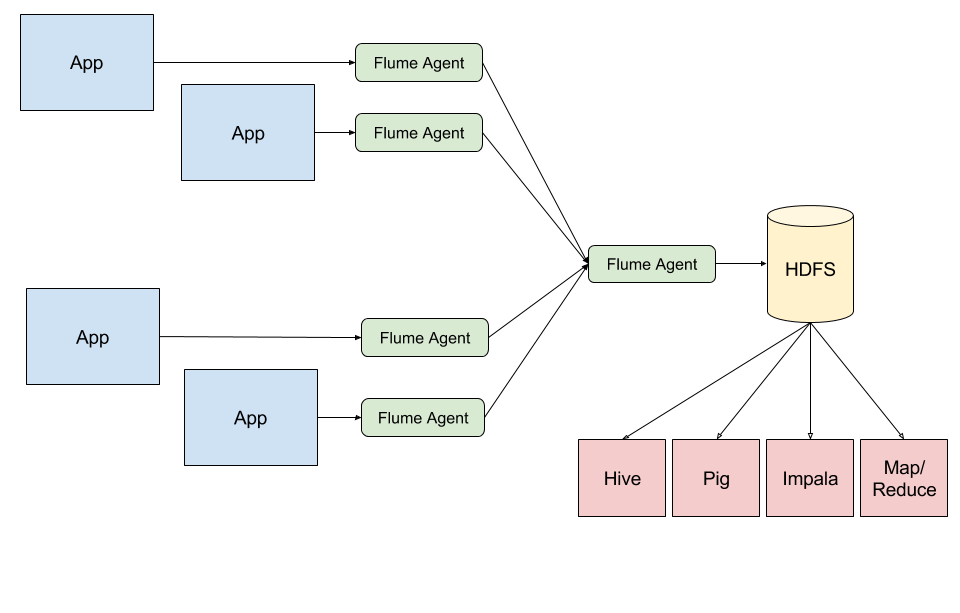 App
Flume Agent
App
Flume Agent
Flume Agent
HDFS
App
Flume Agent
App
Flume Agent
Hive
Pig
Impala
Map/
Reduce